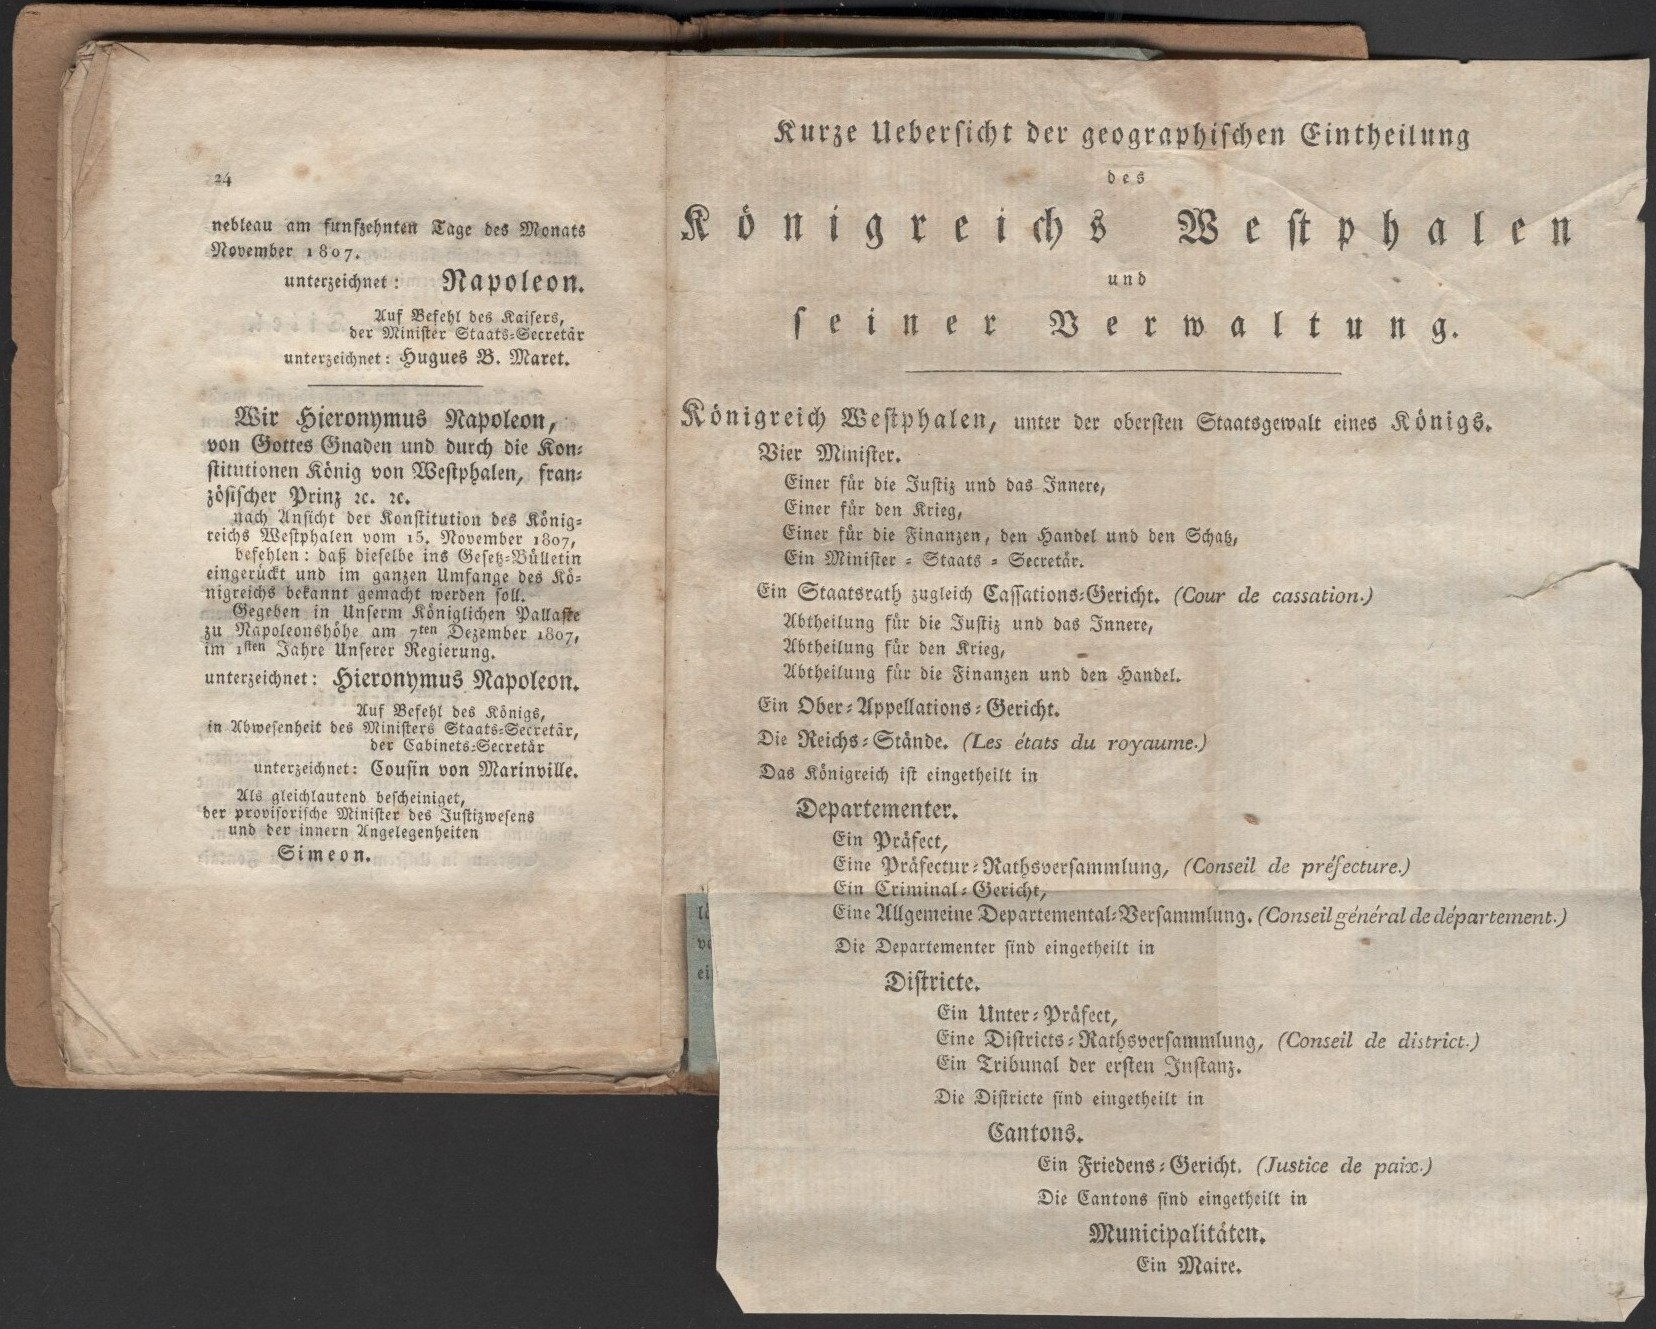 24
nebleau am funfzehnten Tage des Monats
November 1807.
unterzeichnet: Napoleon.
Auf Befehl des Kaisers,
der Minister Staats-Secretär
unterzeichnet: Hugues B. Maret.
Wir Hieronymus Napoleon,
von Gottes Gnaden und durch die Kon-
stitutionen König von Westphalen, fran-
zösischer Prinz ꝛc. ꝛc.
nach Ansicht der Konstitution des König-
reichs Westphalen vom 15. November 1807,
befehlen: daß dieselbe ins Gesetz-Bülletin
eingerückt und im ganzen Umfange des Kö-
nigreichs bekannt gemacht werden soll.
Gegeben in Unserm Königlichen Pallaste
zu Napoleonshöhe am 7ten Dezember 1807,
im 1sten Jahre Unserer Regierung.
unterzeichnet: Hieronymus Napoleon.
Auf Befehl des Königs,
in Abwesenheit des Ministers Staats-Secretär,
der Cabinets-Secretär
unterzeichnet: Cousin von Marinville.
Als gleichlautend bescheiniget,
der provisorische Minister des Justizwesens
und der innern Angelegenheiten
Simeon.
Kurze Uebersicht der geographischen Eintheilung
des
Königreichs Westphalen
und
seiner Verwaltung.
Königreich Westphalen, unter der obersten Staatsgewalt eines Königs.
Vier Minister.
Einer für die Justiz und das Innere,
Einer für den Krieg,
Einer für die Finanzen, den Handel und den Schatz,
Ein Minister-Staats-Secretär.
Ein Staatsrath zugleich Cassations-Gericht. (Cour de cassation.)
Abtheilung für die Justiz und das Innere,
Abtheilung für den Krieg,
Abtheilung für die Finanzen und den Handel.
Ein Ober-Appellations-Gericht.
Die Reichs-Stände. (Les états du royaume.)
Das Königreich ist eingetheilt in
Departementer.
Ein Präfect,
Eine Präfectur-Rathsversammlung, (Conseil de préfecture.)
Ein Criminal-Gericht,
Eine Allgemeine Departemental-Versammlung. (Conseil général de département.)
Die Departementer sind eingetheilt in
Districte.
Ein Unter-Präfect,
Eine Districts-Rathsversammlung, (Conseil de district.)
Ein Tribunal der ersten Instanz.
Die Districte sind eingetheilt in
Cantons.
Ein Friedens-Gericht. (Justice de paix.)
Die Cantons sind eingetheilt in
Municipalitäten.
Ein Maire.